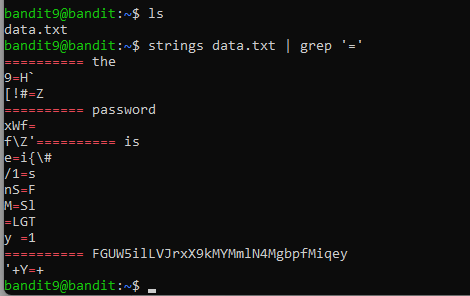 bandit9@bandit:~$ ls
data.txt
bandit9@bandit:~$ strings data.txt | grep '='
========== the
9=H`
[!#=Z
========== password
xWf=
f\Z'========== is
e=i{\#
/1=s
nS=F
M=Sl
=LGT
y =1
========== FGUW5ilLVJrxX9kMYMmlN4MgbpfMiqey
'+Y=+
bandit9@bandit:~$